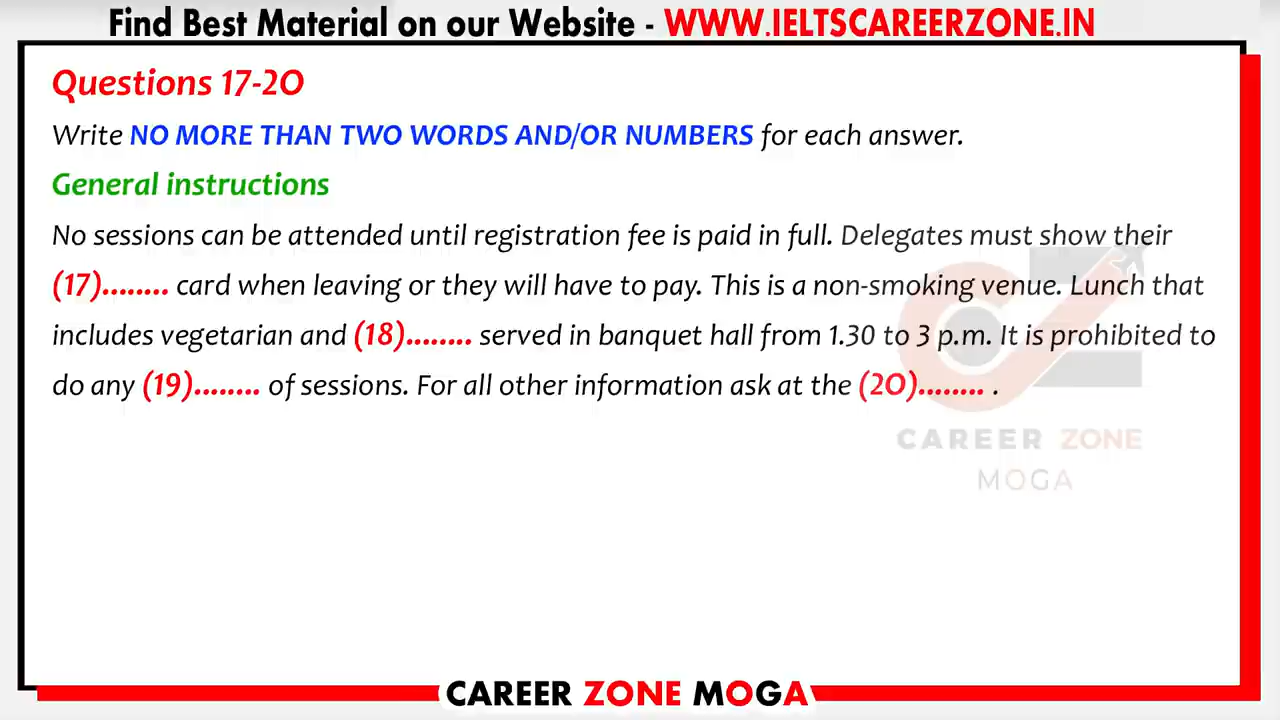 Find Best Material on our Website - WWW.IELTSCAREERZONE.IN
Questions 17-20
Write NO MORE THAN TWO WORDS AND/OR NUMBERS for each answer.
General instructions
No sessions can be attended until registration fee is paid in full. Delegates must show their
(17)........ card when leaving or they will have to pay. This is a non-smoking venue. Lunch that
includes vegetarian and (18)........ served in banquet hall from 1.30 to 3 p.m. It is prohibited to
do any (19)........ of sessions. For all other information ask at the (20)........ .
CAREER ZONE
MOGA
CAREER ZONE MOGA